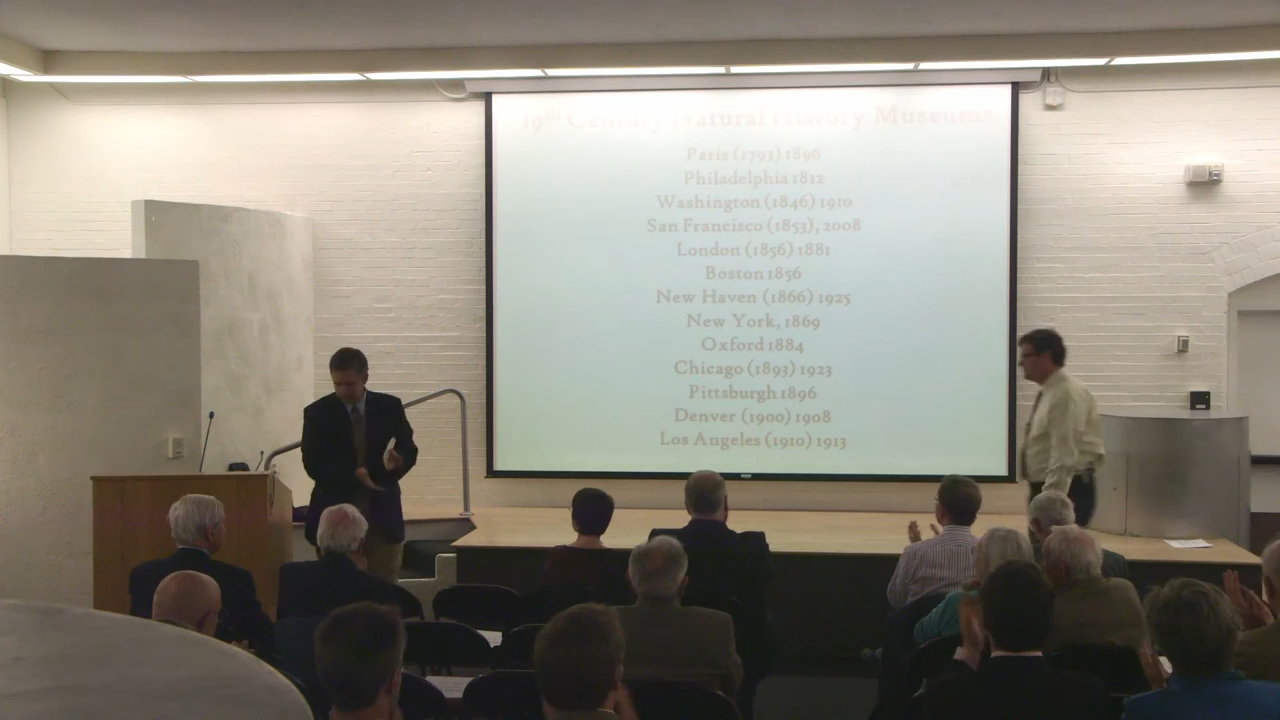 19th Century Natural History Museums
Paris (1793) 1896
Philadelphia 1812
Washington (1846) 1910
San Francisco (1853), 2008
London (1856) 1881
Boston 1856
New Haven (1866) 1925
New York, 1869
Oxford 1884
Chicago (1893) 1923
Pittsburgh 1896
Denver (1900) 1908
Los Angeles (1910) 1913